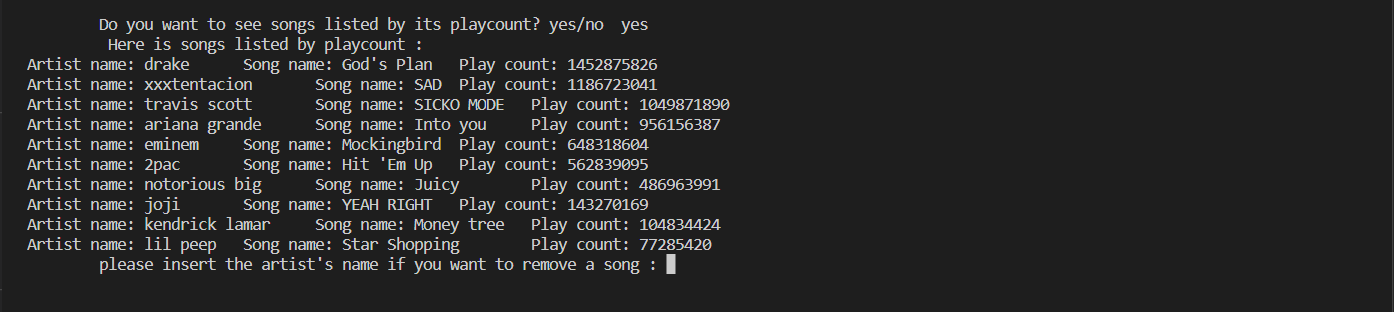 Do you want to see songs listed by its playcount? yes/no  yes
Here is songs listed by playcount :
Artist name: drake      Song name: God's Plan   Play count: 1452875826
Artist name: xxxtentacion       Song name: SAD  Play count: 1186723041
Artist name: travis scott       Song name: SICKO MODE   Play count: 1049871890
Artist name: ariana grande      Song name: Into you     Play count: 956156387
Artist name: eminem     Song name: Mockingbird  Play count: 648318604
Artist name: 2pac       Song name: Hit 'Em Up   Play count: 562839095
Artist name: notorious big      Song name: Juicy        Play count: 486963991
Artist name: joji       Song name: YEAH RIGHT   Play count: 143270169
Artist name: kendrick lamar     Song name: Money tree   Play count: 104834424
Artist name: lil peep   Song name: Star Shopping        Play count: 77285420
please insert the artist's name if you want to remove a song :